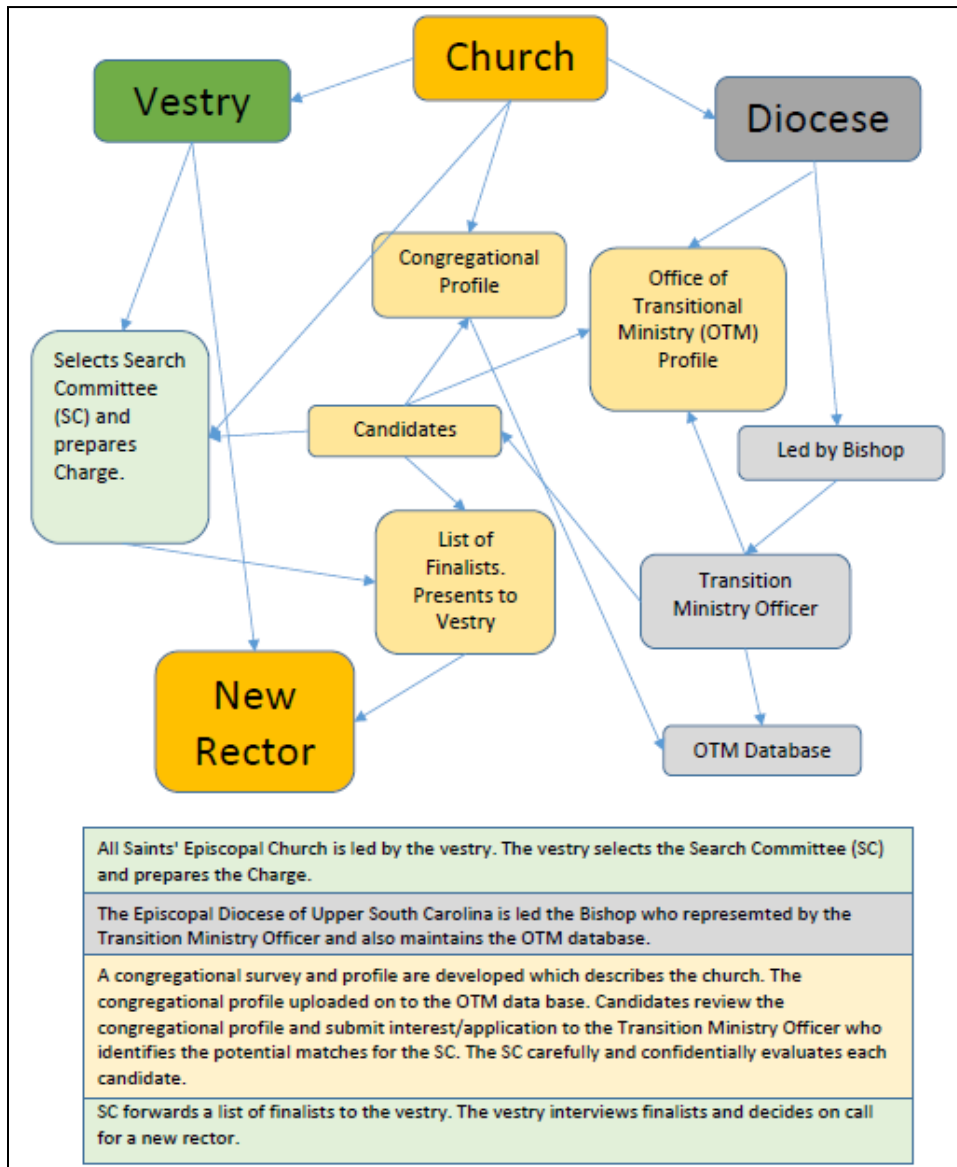 Church
Vestry
Diocese
Congregational
Profile
Office of
Transitional
Ministry (OTM)
Profile
Selects Search
Committee
(SC) and
prepares
Charge.
Candidates
Led by Bishop
List of
Finalists.
Presents to
Vestry
Transition
Ministry Officer
New
Rector
OTM Database
All Saints' Episcopal Church is led by the vestry. The vestry selects the Search Committee (SC)
and prepares the Charge.
The Episcopal Diocese of Upper South Carolina is led the Bishop who represemted by the
Transition Ministry Officer and also maintains the OTM database.
A congregational survey and profile are developed which describes the church. The
congregational profile uploaded on to the OTM data base. Candidates review the
congregational profile and submit interest/application to the Transition Ministry Officer who
identifies the potential matches for the SC. The SC carefully and confidentially evaluates each
candidate.
SC forwards a list of finalists to the vestry. The vestry interviews finalists and decides on call
for a new rector.